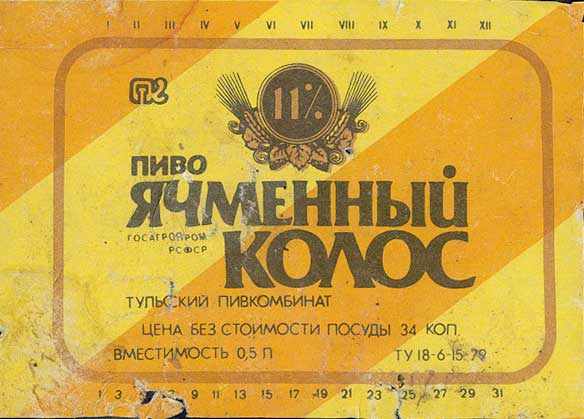 I II III IV V VI VII VIII IX X XI XII
11%
ПИВО
ЯЧМЕННЫЙ
ГОСАГРОПРОМ
РСФСР
КОЛОС
ТУЛЬСКИЙ ПИВКОМБИНАТ
ЦЕНА БЕЗ СТОИМОСТИ ПОСУДЫ 34 КОП.
ВМЕСТИМОСТЬ 0,5 Л
ТУ 18-6-15-79
1 3 7 9 11 13 15 17 19 21 23 25 27 29 31